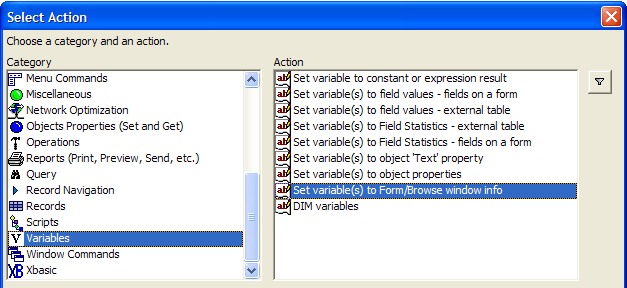 Select Action
Choose a category and an action.
Category
Menu Commands
Miscellaneous
Network Optimization
Objects Properties (Set and Get)
Operations
Reports (Print, Preview, Send, etc.)
Query
Record Navigation
Records
Scripts
Variables
Window Commands
Xbasic
Action
Set variable to constant or expression result
Set variable(s) to field values - fields on a form
Set variable(s) to field values - external table
Set variable(s) to Field Statistics - external table
Set variable(s) to Field Statistics - fields on a form
Set variable(s) to object 'Text' property
Set variable(s) to object properties
Set variable(s) to Form/Browse window info
DIM variables